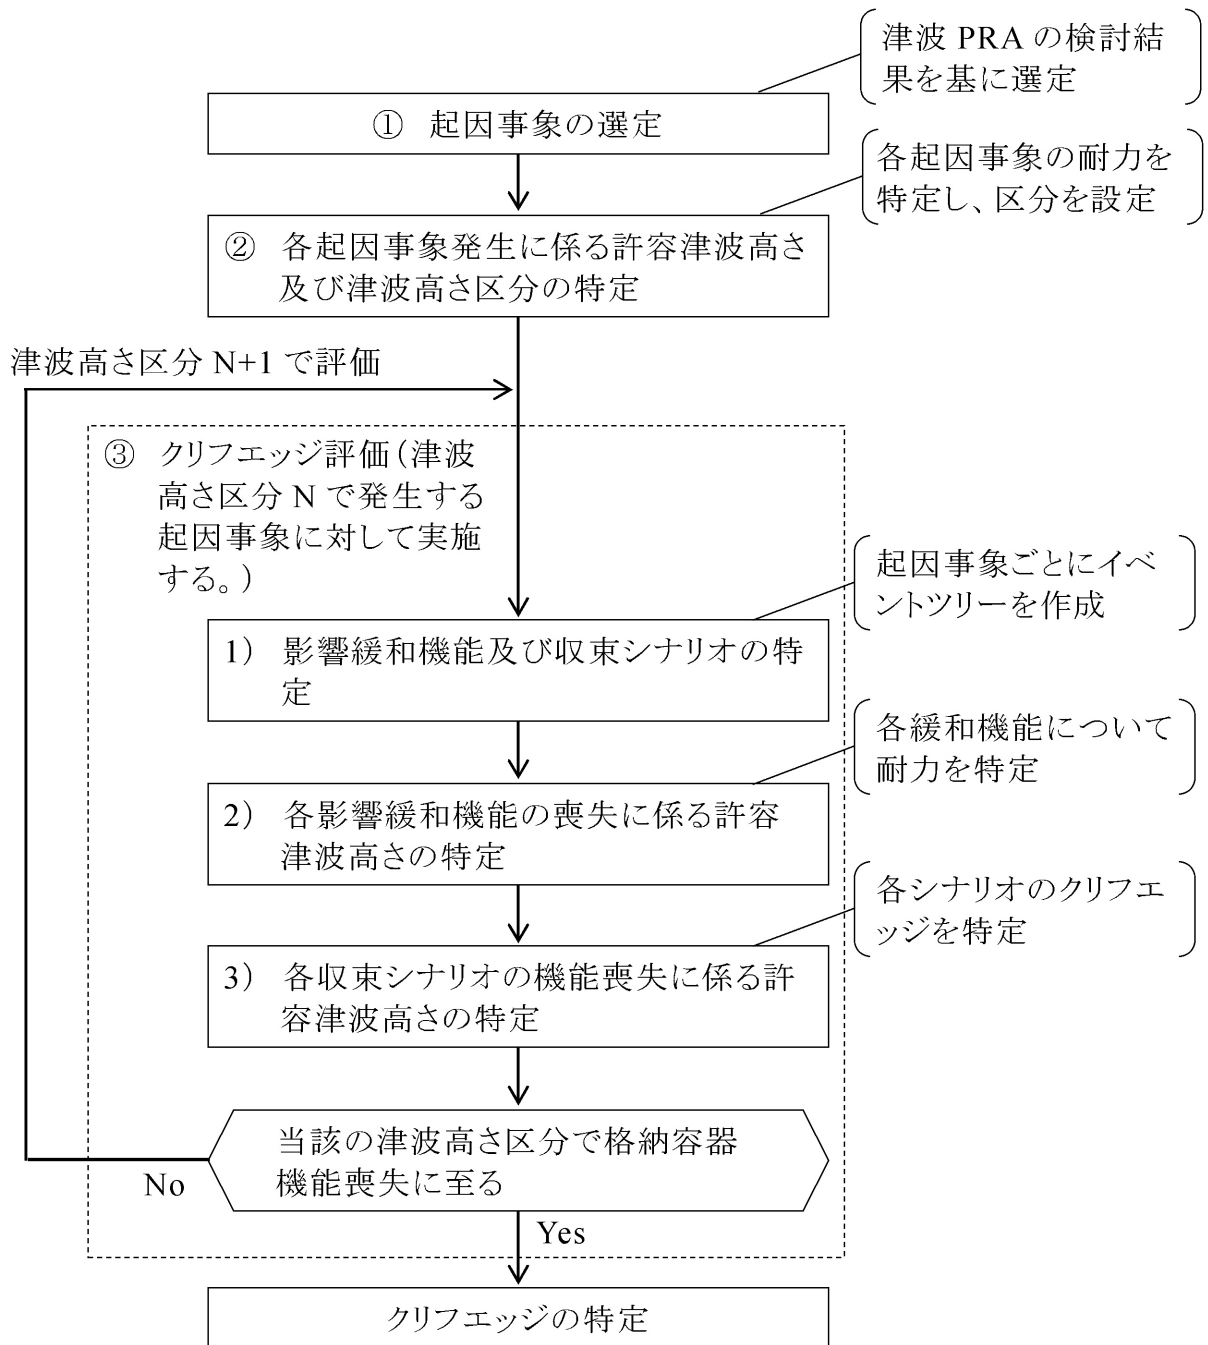 津波 PRA の検討結
果を基に選定
① 起因事象の選定
各起因事象の耐力を
特定し、区分を設定
② 各起因事象発生に係る許容津波高さ
及び津波高さ区分の特定
津波高さ区分 N+1 で評価
③ クリフエッジ評価(津波
高さ区分 N で発生する
起因事象に対して実施
する。)
起因事象ごとにイベ
ントツリーを作成
1) 影響緩和機能及び収束シナリオの特
定
各緩和機能について
耐力を特定
2) 各影響緩和機能の喪失に係る許容
津波高さの特定
各シナリオのクリフエ
ッジを特定
3) 各収束シナリオの機能喪失に係る許
容津波高さの特定
当該の津波高さ区分で格納容器
機能喪失に至る
No
Yes
クリフエッジの特定